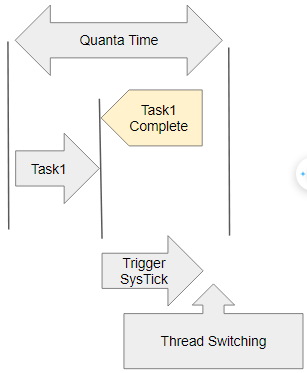 Quanta Time
Task1
Complete
Task1
Trigger
SysTick
Thread Switching